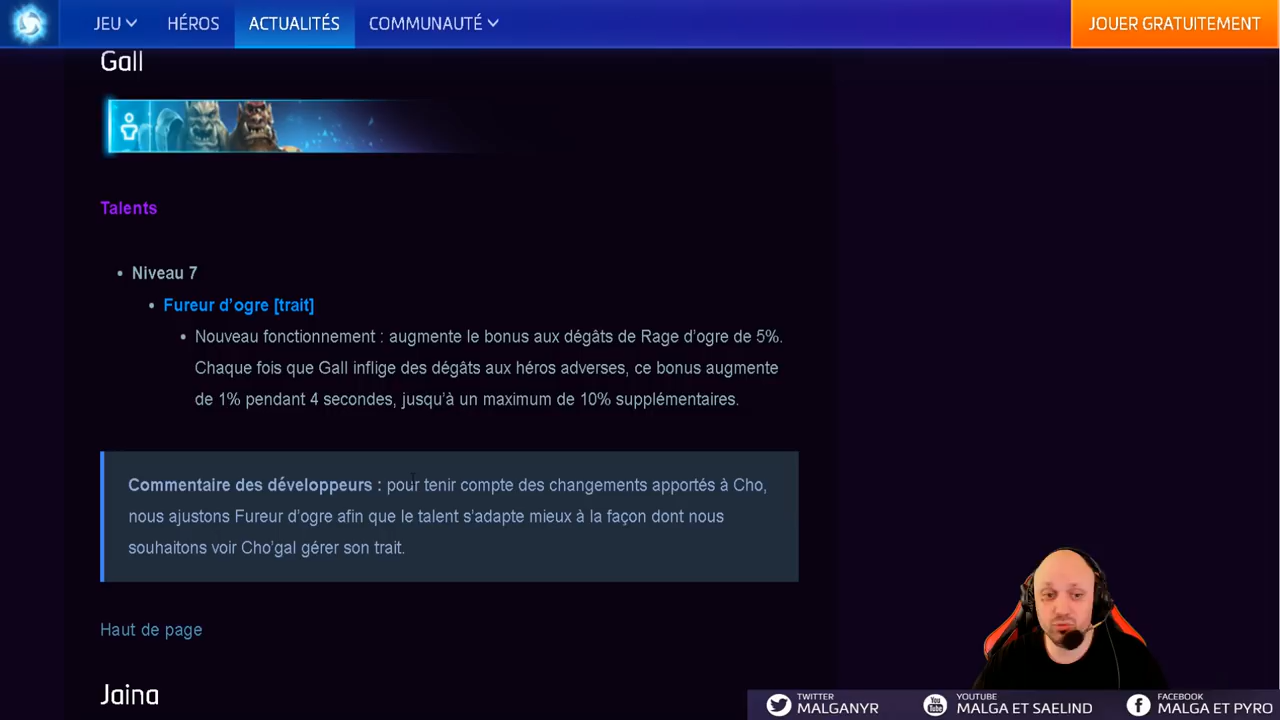 JEU HÉROS ACTUALITÉS COMMUNAUTÉ JOUER GRATUITEMENT
Gall
Talents
• Niveau 7
• Fureur d'ogre [trait]
• Nouveau fonctionnement : augmente le bonus aux dégâts de Rage d'ogre de 5%.
Chaque fois que Gall inflige des dégâts aux héros adverses, ce bonus augmente
de 1% pendant 4 secondes, jusqu'à un maximum de 10% supplémentaires.
Commentaire des développeurs : pour tenir compte des changements apportés à Cho,
nous ajustons Fureur d'ogre afin que le talent s'adapte mieux à la façon dont nous
souhaitons voir Cho'gal gérer son trait.
Haut de page
Jaina
TWITTER
MALGANYR
You Tube
YOUTUBE
MALGA ET SAELIND
FACEBOOK
MALGA ET PYRO